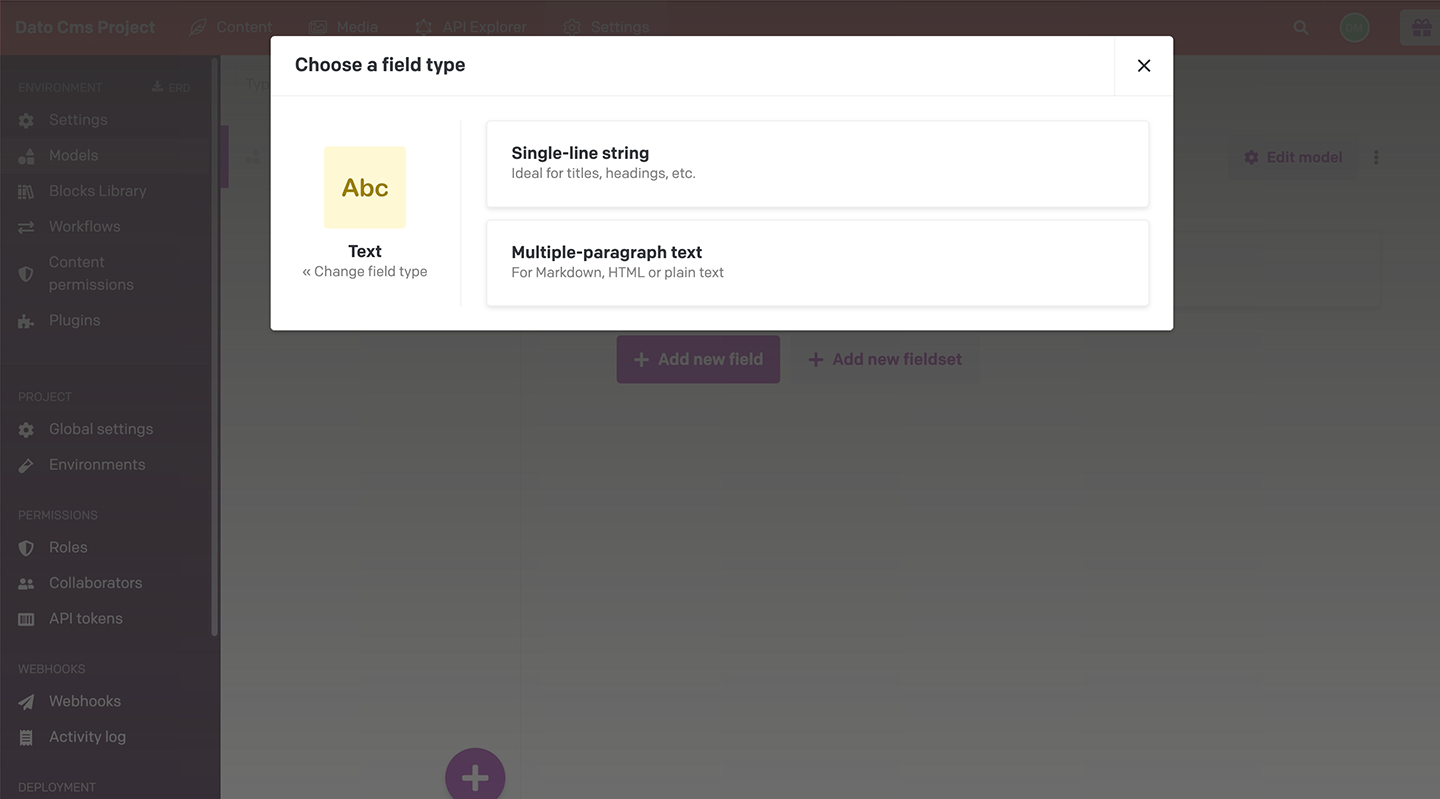 Dato Cms Project
Content
Media
API Explorer
Settings
DM
Choose a field type
ENVIRONMENT
ERD
Typ
Settings
Models
Blocks Library
Workflows
Content
permissions
Plugins
Abc
Text
« Change field type
Single-line string
Ideal for titles, headings, etc.
Multiple-paragraph text
For Markdown, HTML or plain text
Edit model
Add new field
Add new fieldset
PROJECT
Global settings
Environments
PERMISSIONS
Roles
Collaborators
API tokens
WEBHOOKS
Webhooks
Activity log
DEPLOYMENT